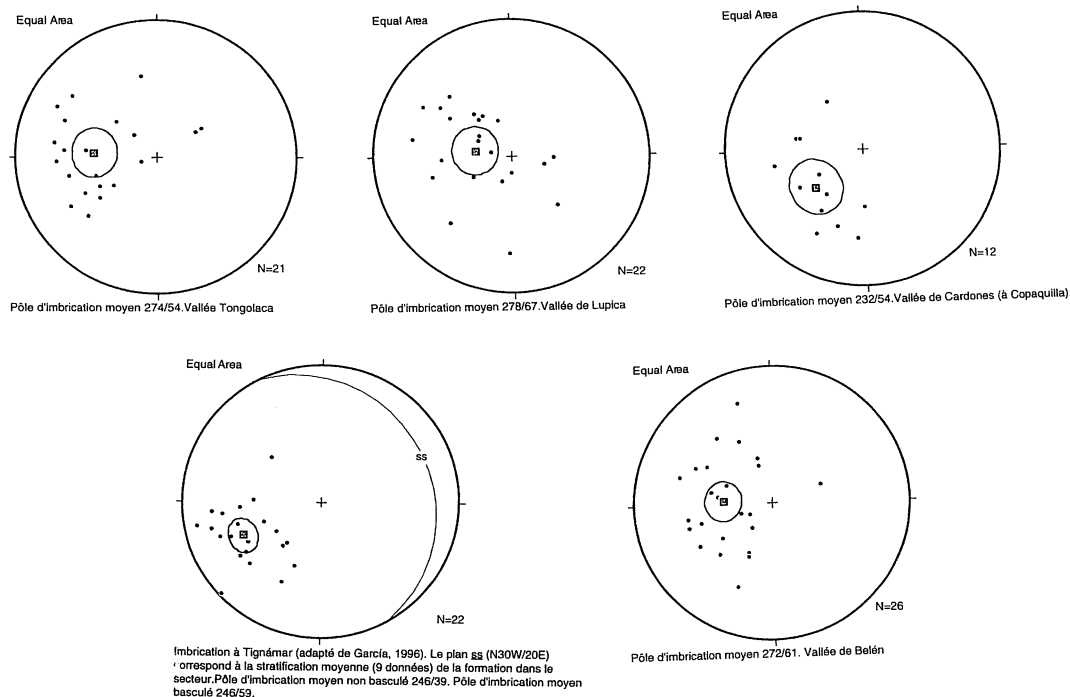 Equal Area
N=21
Pôle d'imbrication moyen 274/54.Vallée Tongolaca
Equal Area
N=22
Pôle d'imbrication moyen 278/67.Vallée de Lupica
Equal Area
N=12
Pôle d'imbrication moyen 232/54.Vallée de Cardones (à Copaquilla)
Equal Area
ss
N=22
Imbrication à Tignámar (adapté de García, 1996). Le plan ss (N30W/20E)
correspond à la stratification moyenne (9 données) de la formation dans le
secteur.Pôle d'imbrication moyen non basculé 246/39. Pôle d'imbrication moyen
basculé 246/59.
Equal Area
N=26
Pôle d'imbrication moyen 272/61. Vallée de Belén